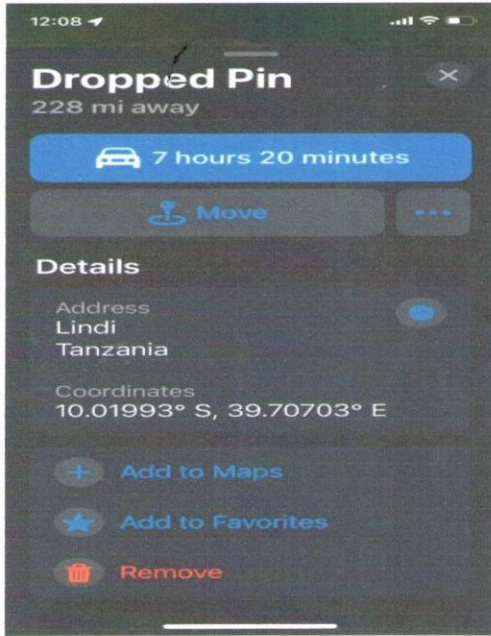 12:08
Dropped Pin
228 mi away
7 hours 20 minutes
Move
Details
Address
Lindi
Tanzania
Coordinates
10.01993° S, 39.70703° E
Add to Maps
Add to Favorites
Remove